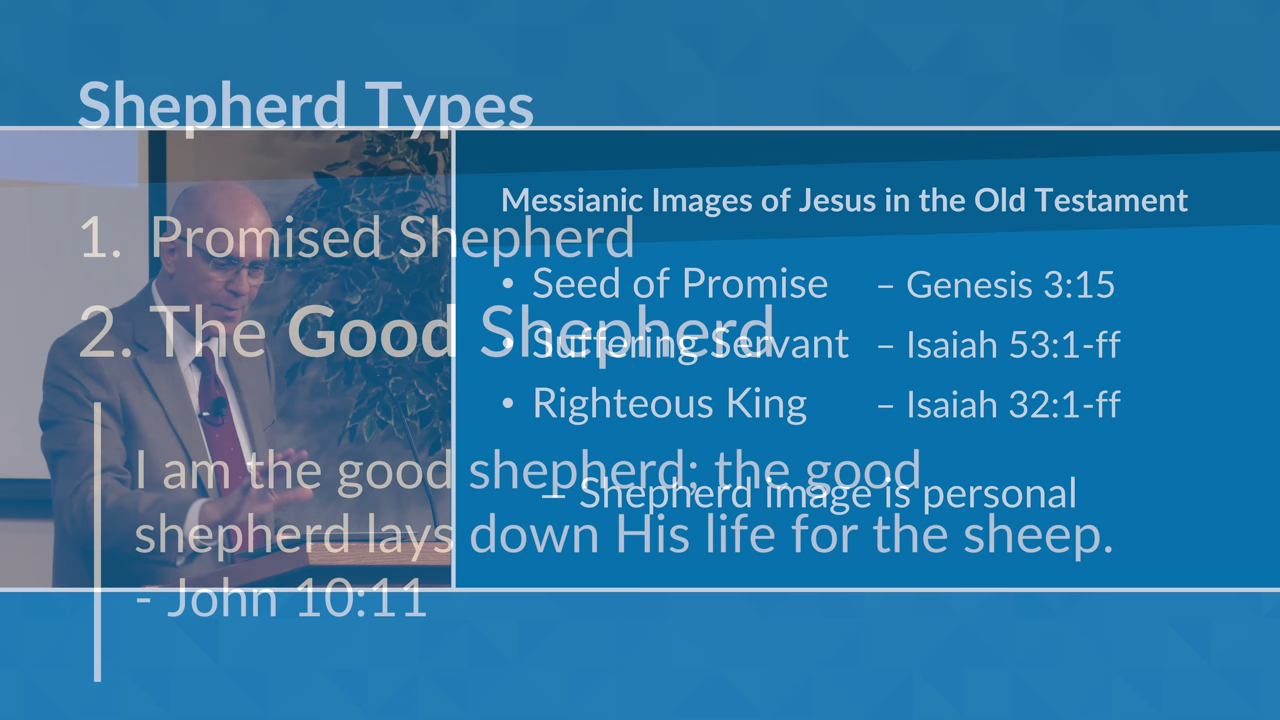 Shepherd Types
1. Promised Shepherd
2. The Good Shepherd
I am the good shepherd; the good
shepherd lays down His life for the sheep.
- John 10:11
Messianic Images of Jesus in the Old Testament
• Seed of Promise – Genesis 3:15
• Suffering Servant – Isaiah 53:1-ff
• Righteous King – Isaiah 32:1-ff
– Shepherd image is personal